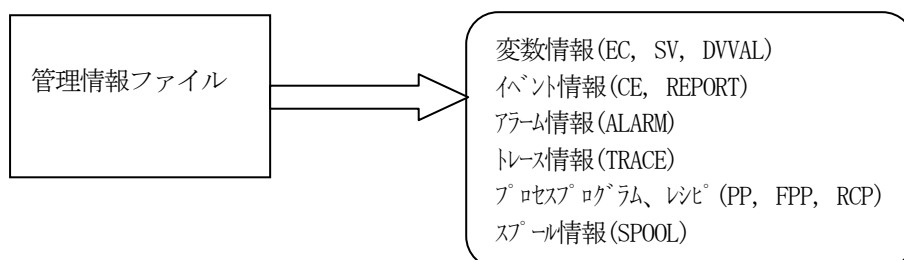 管理情報ファイル
変数情報(EC, SV, DVVAL)
ｲﾍﾞﾝﾄ情報(CE, REPORT)
ｱﾗｰﾑ情報(ALARM)
ﾄﾚｰｽ情報(TRACE)
ﾌﾟﾛｾｽﾌﾟﾛｸﾞﾗﾑ、ﾚｼﾋﾟ(PP, FPP, RCP)
ｽﾌﾟｰﾙ情報(SPOOL)